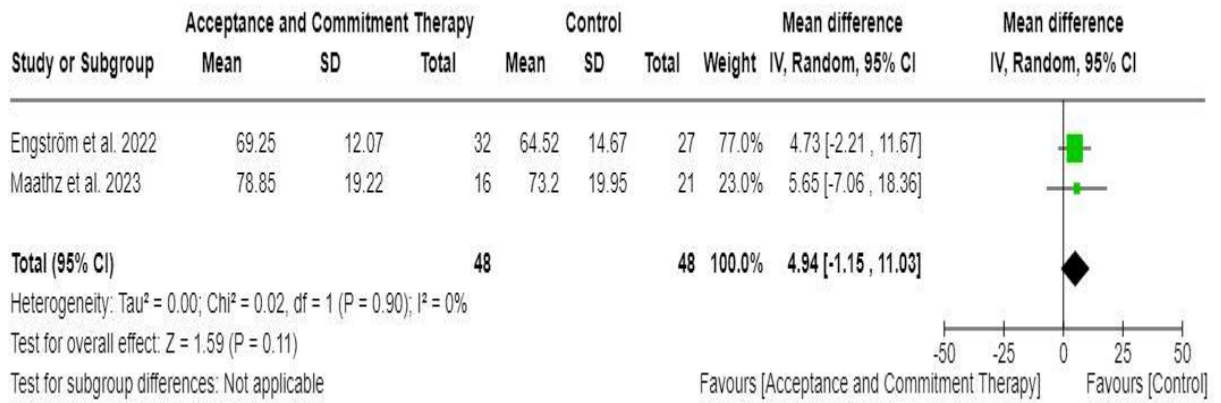 Acceptance and Commitment Therapy Control Mean difference Mean difference
Study or Subgroup Mean SD Total Mean SD Total Weight IV, Random, 95% CI IV, Random, 95% CI
Engström et al. 2022 69.25 12.07 32 64.52 14.67 27 77.0% 4.73 [-2.21 , 11.67]
Maathz et al. 2023 78.85 19.22 16 73.2 19.95 21 23.0% 5.65 [-7.06 , 18.36]
Total (95% CI) 48 48 100.0% 4.94 [-1.15 , 11.03]
Heterogeneity: Tau² = 0.00; Chi² = 0.02, df = 1 (P = 0.90); I² = 0%
Test for overall effect: Z = 1.59 (P = 0.11)
-50 -25 0 25 50
Test for subgroup differences: Not applicable Favours [Acceptance and Commitment Therapy] Favours [Control]